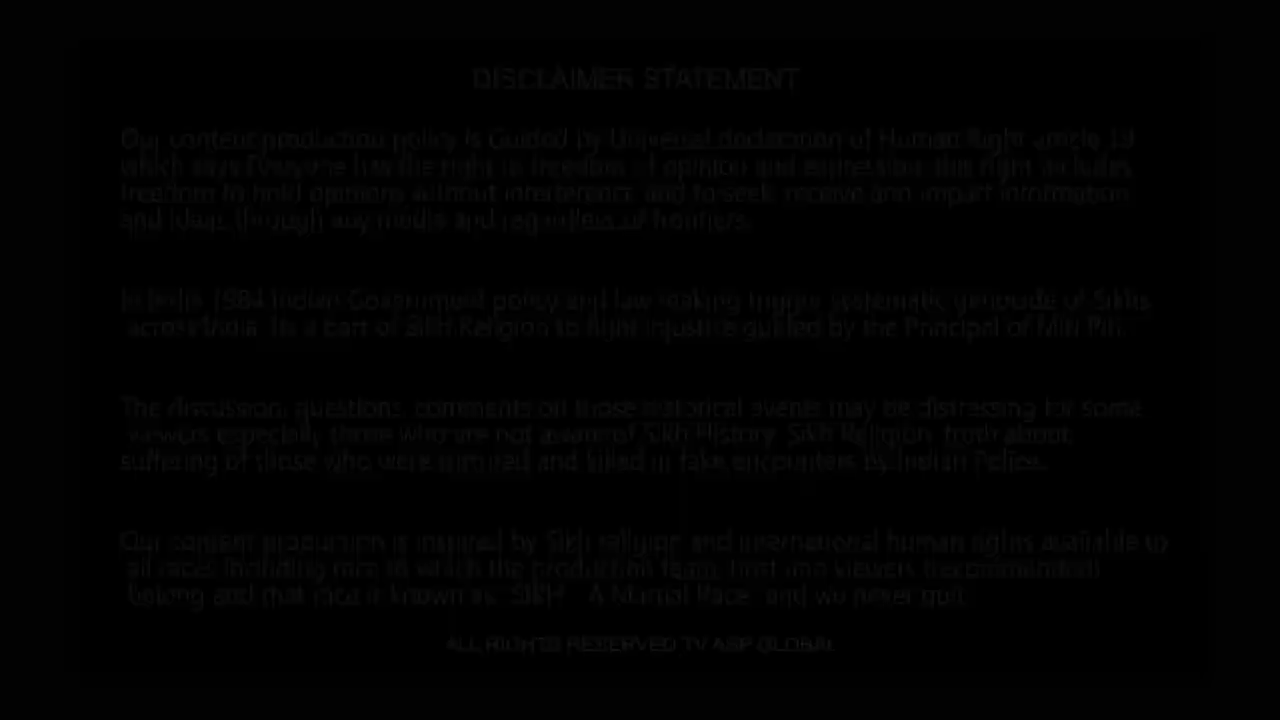 DISCLAIMER STATEMENT
Our content production policy is Guided by Universal declaration of Human Right article 19
which says Everyone has the right to freedom of opinion and expression this right includes
freedom to hold opinions without interference and to seek receive and impart information
and ideas through any media and regardless of frontiers.
In India 1984 Indian Government policy and law making trigger systematic genocide of Sikhs
across India. Its a part of Sikh Religion to fight injustice guided by the Principal of Miri Piri.
The discussion, questions, comments on those historical events may be distressing for some
viewers especially those who are not aware of Sikh History, Sikh Religion, truth about
suffering of those who were tortured and killed in fake encounters by Indian Police.
Our content production is inspired by Sikh religion and international human rights available to
all races including race in which the production team, host and viewers
belong and that race is known as "SIKH" "A Martial Race" and we never quit
ALL RIGHTS RESERVED TV ASP GLOBAL